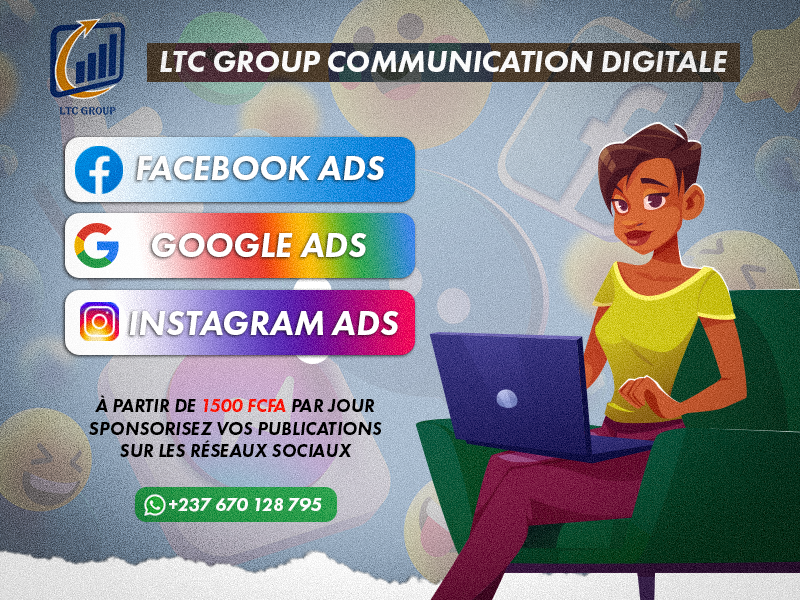 LTC GROUP
LTC GROUP COMMUNICATION DIGITALE
FACEBOOK ADS
GOOGLE ADS
INSTAGRAM ADS
À PARTIR DE 1500 FCFA PAR JOUR
SPONSORISEZ VOS PUBLICATIONS
SUR LES RÉSEAUX SOCIAUX
+237 670 128 795